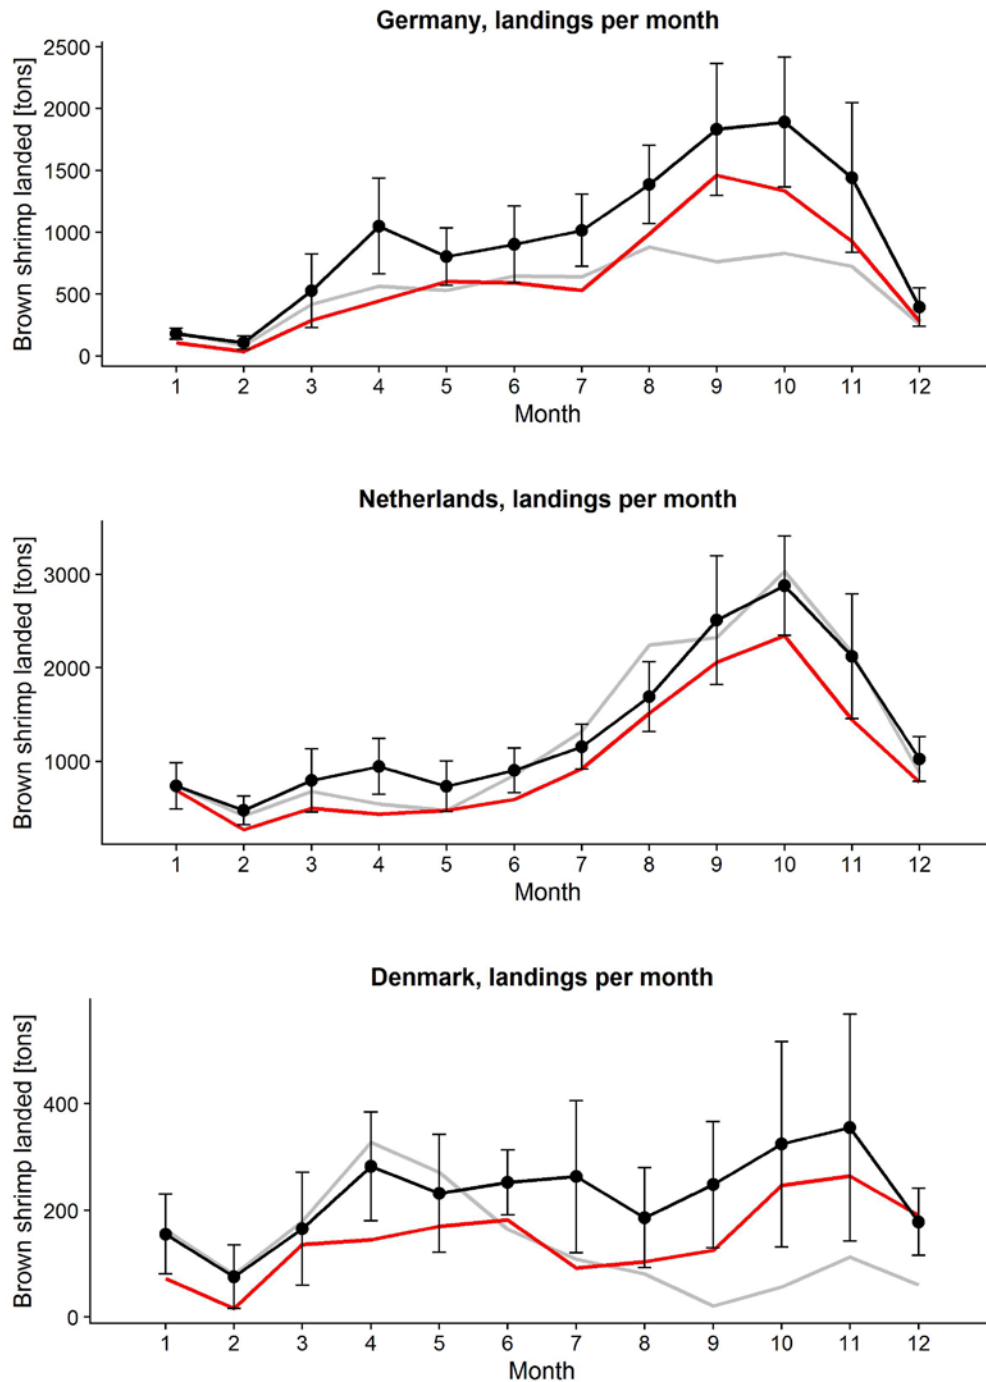 Germany, landings per month
Brown shrimp landed [tons]
2500
2000
1500
1000
500
0
1 2 3 4 5 6 7 8 9 10 11 12
Month
Netherlands, landings per month
Brown shrimp landed [tons]
3000
2000
1000
1 2 3 4 5 6 7 8 9 10 11 12
Month
Denmark, landings per month
Brown shrimp landed [tons]
400
200
0
1 2 3 4 5 6 7 8 9 10 11 12
Month